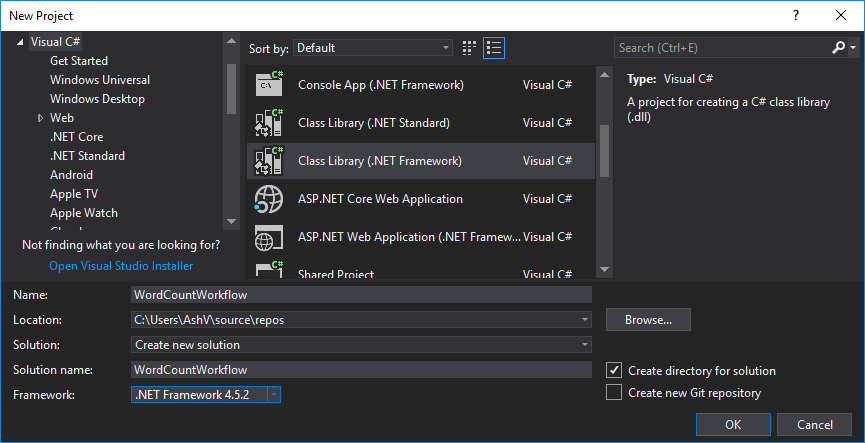 New Project
Visual C#
Get Started
Windows Universal
Windows Desktop
Web
.NET Core
.NET Standard
Android
Apple TV
Apple Watch
Not finding what you are looking for?
Open Visual Studio Installer
Sort by: Default
Console App (.NET Framework) Visual C#
Class Library (.NET Standard) Visual C#
Class Library (.NET Framework) Visual C#
ASP.NET Core Web Application Visual C#
ASP.NET Web Application (.NET Framew... Visual C#
Shared Project
Search (Ctrl+E)
Type: Visual C#
A project for creating a C# class library
(.dll)
Name: WordCountWorkflow
Location: C:\Users\AshV\source\repos Browse...
Solution: Create new solution
Solution name: WordCountWorkflow Create directory for solution
Framework: .NET Framework 4.5.2 Create new Git repository
OK Cancel